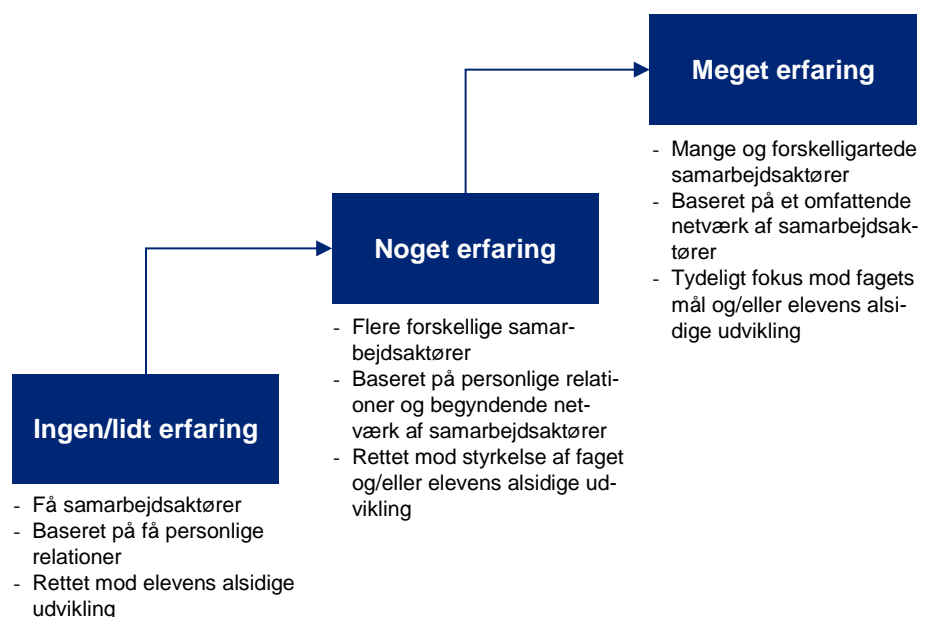 Meget erfaring
- Mange og forskelligartede
samarbejdsaktører
- Baseret på et omfattende
netværk af samarbejdsak-
tører
- Tydeligt fokus mod fagets
mål og/eller elevens alsi-
dige udvikling
Noget erfaring
- Flere forskellige samar-
bejdsaktører
- Baseret på personlige relati-
oner og begyndende net-
værk af samarbejdsaktører
- Rettet mod styrkelse af faget
og/eller elevens alsidige ud-
vikling
Ingen/lidt erfaring
- Få samarbejdsaktører
- Baseret på få personlige
relationer
- Rettet mod elevens alsidige
udvikling